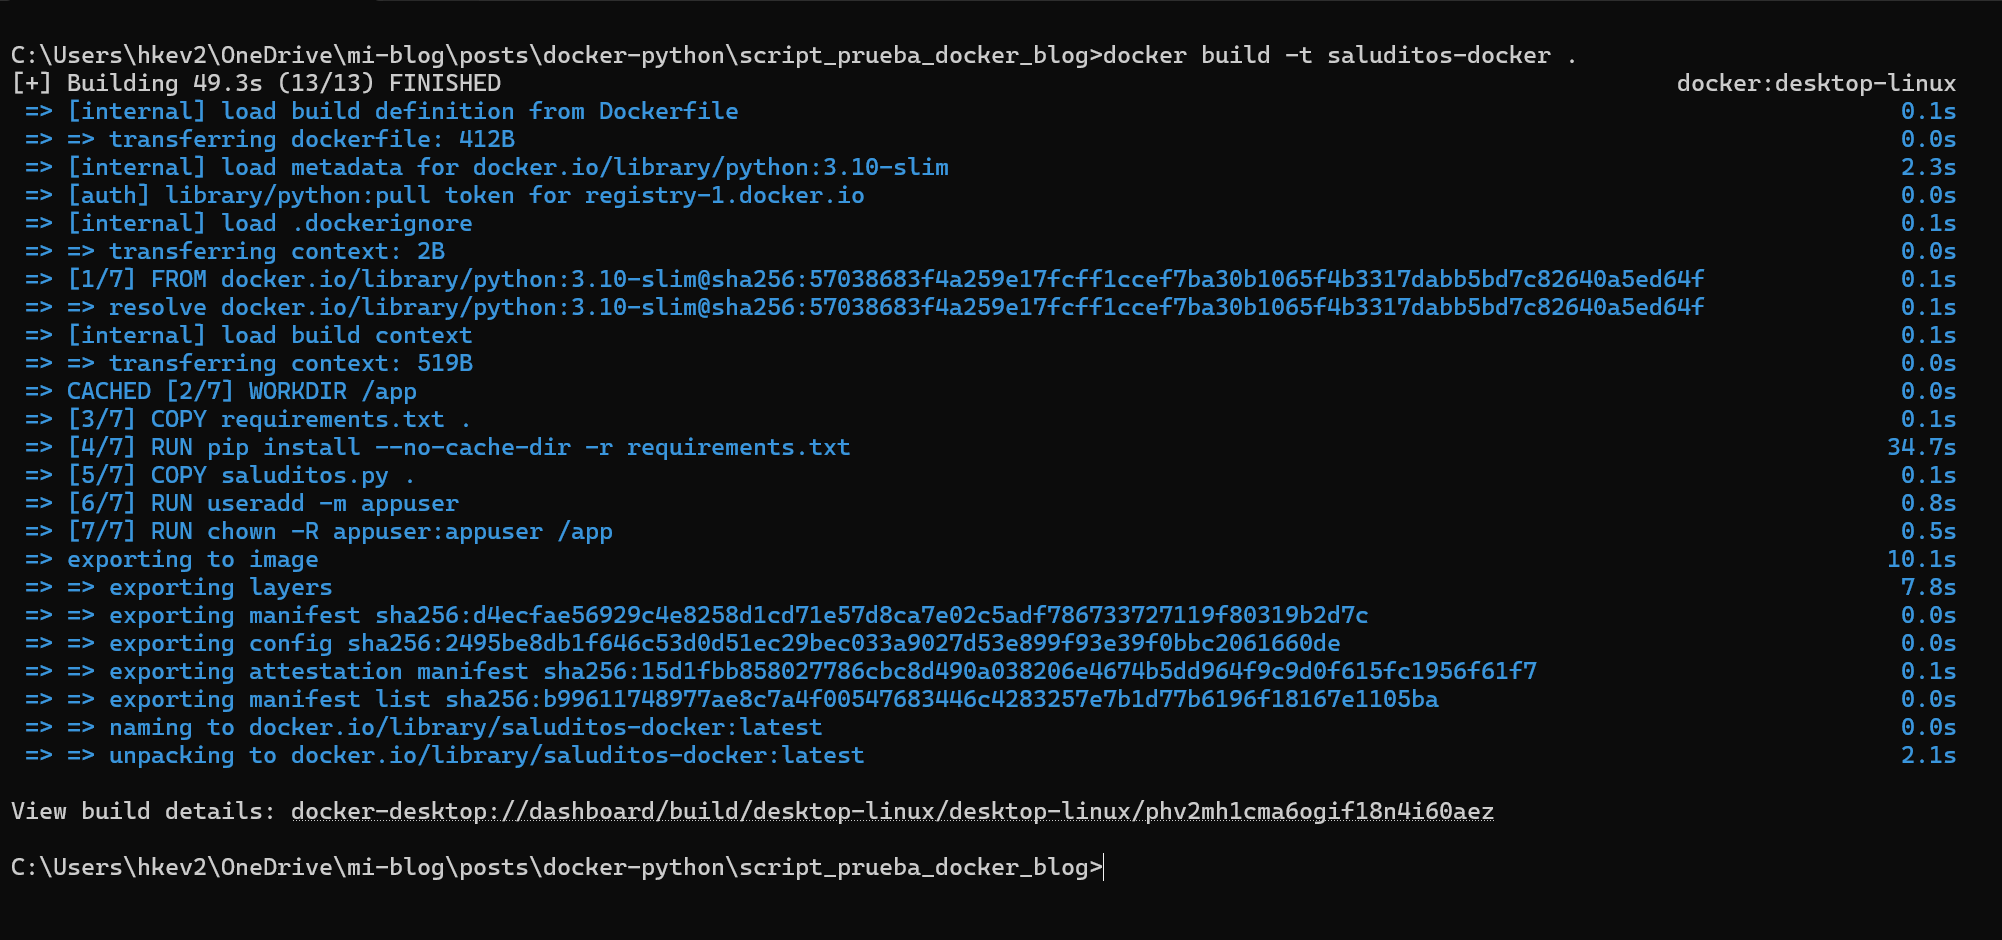 C:\Users\hkev2\OneDrive\mi-blog\posts\docker-python\script_prueba_docker_blog>docker build -t saluditos-docker .
[+] Building 49.3s (13/13) FINISHED docker:desktop-linux
=> [internal] load build definition from Dockerfile 0.1s
=> => transferring dockerfile: 412B 0.0s
=> [internal] load metadata for docker.io/library/python:3.10-slim 2.3s
=> [auth] library/python:pull token for registry-1.docker.io 0.0s
=> [internal] load .dockerignore 0.1s
=> => transferring context: 2B 0.0s
=> [1/7] FROM docker.io/library/python:3.10-slim@sha256:57038683f4a259e17fcff1ccef7ba30b1065f4b3317dabb5bd7c82640a5ed64f 0.1s
=> => resolve docker.io/library/python:3.10-slim@sha256:57038683f4a259e17fcff1ccef7ba30b1065f4b3317dabb5bd7c82640a5ed64f 0.1s
=> [internal] load build context 0.1s
=> => transferring context: 519B 0.0s
=> CACHED [2/7] WORKDIR /app 0.0s
=> [3/7] COPY requirements.txt . 0.1s
=> [4/7] RUN pip install --no-cache-dir -r requirements.txt 34.7s
=> [5/7] COPY saluditos.py . 0.1s
=> [6/7] RUN useradd -m appuser 0.8s
=> [7/7] RUN chown -R appuser:appuser /app 0.5s
=> exporting to image 10.1s
=> => exporting layers 7.8s
=> => exporting manifest sha256:d4ecfae56929c4e8258d1cd71e57d8ca7e02c5adf786733727119f80319b2d7c 0.0s
=> => exporting config sha256:2495be8db1f646c53d0d51ec29bec033a9027d53e899f93e39f0bbc2061660de 0.0s
=> => exporting attestation manifest sha256:15d1fbb858027786cbc8d490a038206e4674b5dd964f9c9d0f615fc1956f61f7 0.1s
=> => exporting manifest list sha256:b99611748977ae8c7a4f00547683446c4283257e7b1d77b6196f18167e1105ba 0.0s
=> => naming to docker.io/library/saluditos-docker:latest 0.0s
=> => unpacking to docker.io/library/saluditos-docker:latest 2.1s
View build details: docker-desktop://dashboard/build/desktop-linux/desktop-linux/phv2mh1cma6ogif18n4i60aez
C:\Users\hkev2\OneDrive\mi-blog\posts\docker-python\script_prueba_docker_blog>